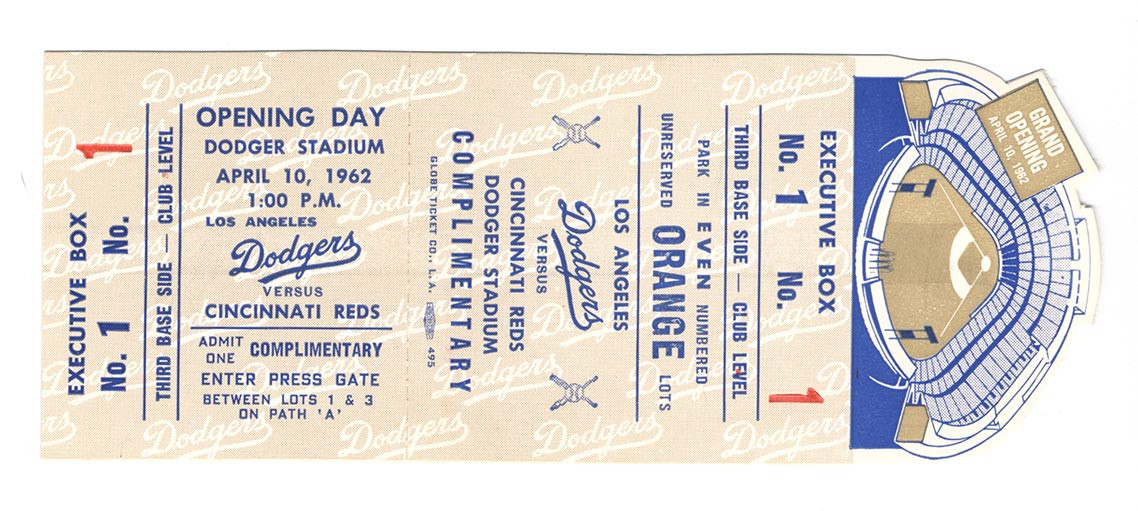 EXECUTIVE BOX
No. 1 No. 1
THIRD BASE SIDE — CLUB LEVEL
OPENING DAY
DODGER STADIUM
APRIL 10, 1962
1:00 P.M.
LOS ANGELES
Dodgers
VERSUS
CINCINNATI REDS
ADMIT ONE COMPLIMENTARY
ENTER PRESS GATE
BETWEEN LOTS 1 & 3
ON PATH 'A'
GLOBE TICKET CO., L. A. 495
COMPLIMENTARY
LOS ANGELES
Dodgers
VERSUS
CINCINNATI REDS
DODGER STADIUM
EXECUTIVE BOX
No. 1 No. 1
THIRD BASE SIDE — CLUB LEVEL
PARK IN EVEN NUMBERED
UNRESERVED ORANGE LOTS
GRAND
OPENING
APRIL 10, 1962